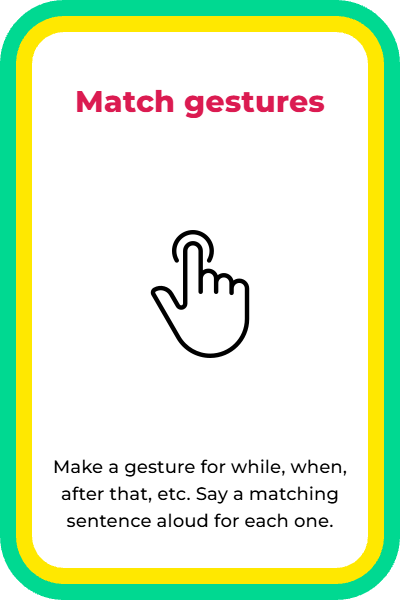 Match gestures
Make a gesture for while, when,
after that, etc. Say a matching
sentence aloud for each one.